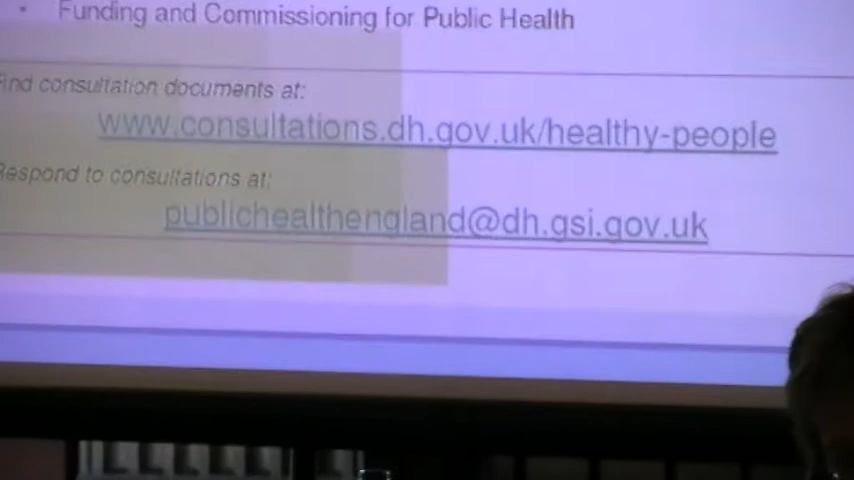 • Funding and Commissioning for Public Health
Find consultation documents at:
www.consultations.dh.gov.uk/healthy-people
Respond to consultations at:
publichealthengland@dh.gsi.gov.uk